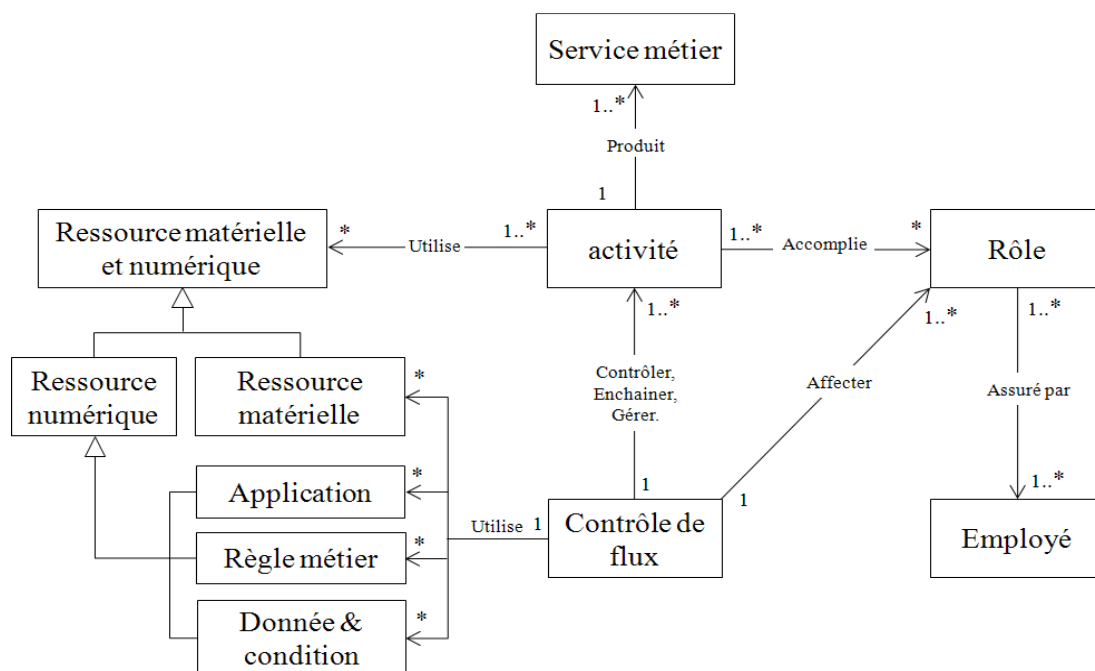 Service métier
1..*
Produit
1
Ressource matérielle
et numérique
*
Utilise
1..*
activité
1..*
Accomplie
*
Rôle
1..*
1..*
1..*
Ressource
numérique
Ressource
matérielle
*
Contrôler,
Enchainer,
Gérer.
Affecter
Assuré par
Application
*
Utilise
1
1
1
1..*
Contrôle de
flux
Employé
Règle métier
*
Donnée &
condition
*